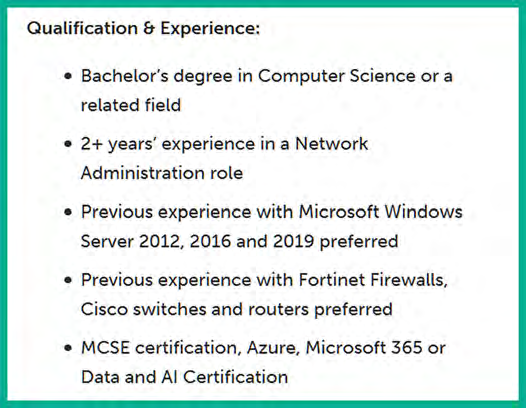 Qualification & Experience:
• Bachelor’s degree in Computer Science or a
related field
• 2+ years’ experience in a Network
Administration role
• Previous experience with Microsoft Windows
Server 2012, 2016 and 2019 preferred
• Previous experience with Fortinet Firewalls,
Cisco switches and routers preferred
• MCSE certification, Azure, Microsoft 365 or
Data and AI Certification